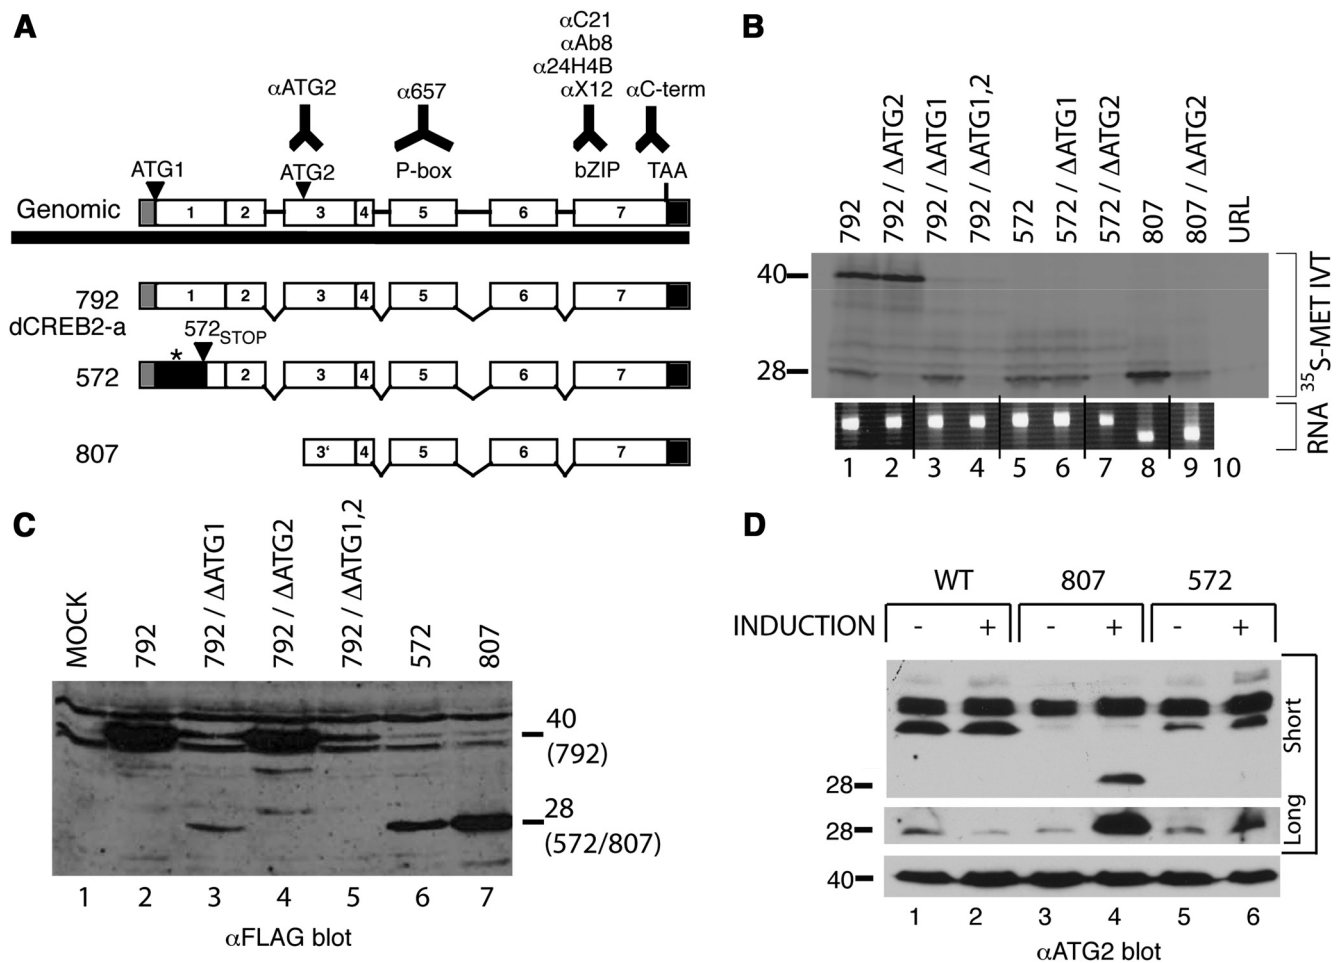 A
αC21
αAb8
α24H4B
αATG2 α657 αX12 αC-term
ATG1 ATG2 P-box bZIP TAA
Genomic 1 2 3 4 5 6 7
792 1 2 3 4 5 6 7
dCREB2-a
572STOP
*
572 2 3 4 5 6 7
807 3‘ 4 5 6 7
B
792
792 / ΔATG2
792 / ΔATG1
792 / ΔATG1,2
572
572 / ΔATG1
572 / ΔATG2
807
807 / ΔATG2
URL
40
28
35S-MET IVT
RNA
1 2 3 4 5 6 7 8 9 10
C
MOCK
792
792 / ΔATG1
792 / ΔATG2
792 / ΔATG1,2
572
807
40
(792)
28
(572/807)
1 2 3 4 5 6 7
αFLAG blot
D
WT 807 572
INDUCTION - + - + - +
28
28
40
Short
Long
1 2 3 4 5 6
αATG2 blot